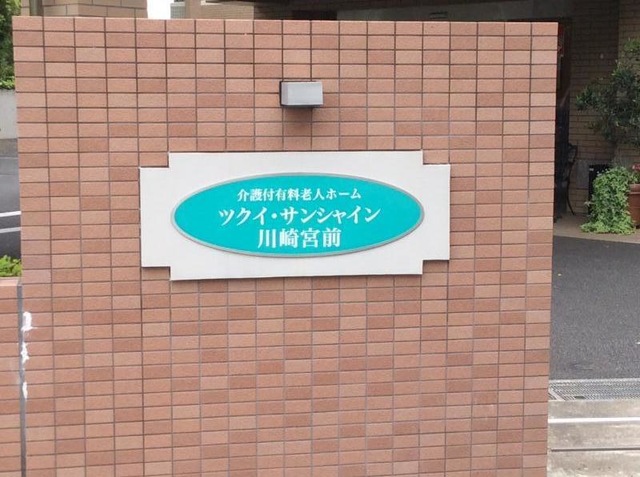 介護付有料老人ホーム
ツクイ・サンシャイン
川崎宮前